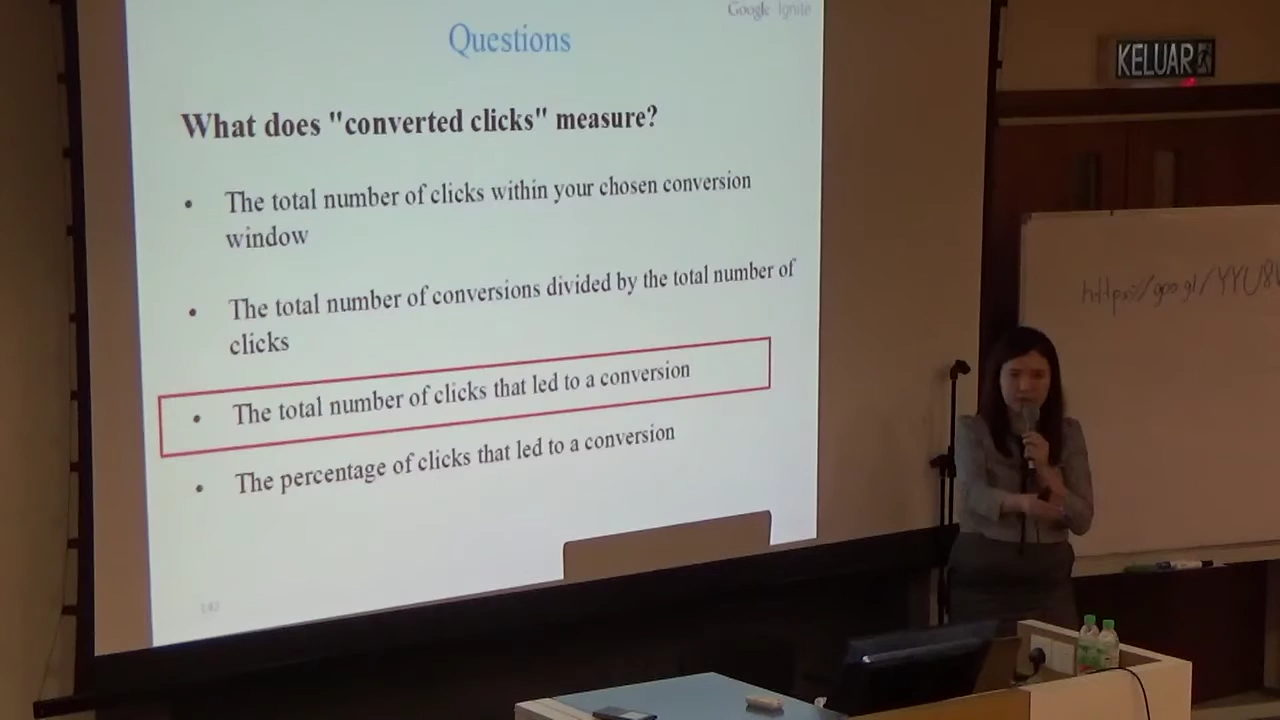 Google Ignite
Questions
What does "converted clicks" measure?
• The total number of clicks within your chosen conversion
window
• The total number of conversions divided by the total number of
clicks
• The total number of clicks that led to a conversion
• The percentage of clicks that led to a conversion
KELUAR